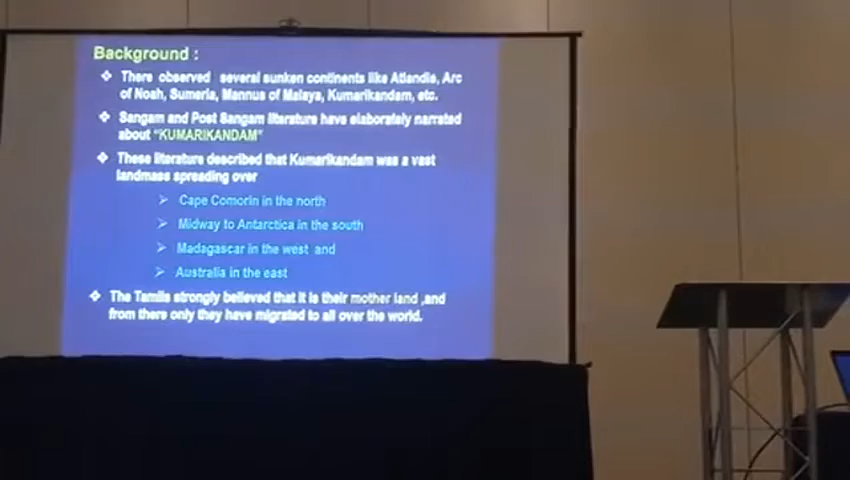 Background :
❖ There observed several sunken continents like Atlandis, Arc
of Noah, Sumeria, Mannus of Malaya, Kumarikandam, etc.
❖ Sangam and Post Sangam literature have elaborately narrated
about "KUMARIKANDAM"
❖ These literature described that Kumarikandam was a vast
landmass spreading over
➢ Cape Comorin in the north
➢ Midway to Antarctica in the south
➢ Madagascar in the west and
➢ Australia in the east
❖ The Tamils strongly believed that it is their mother land ,and
from there only they have migrated to all over the world.